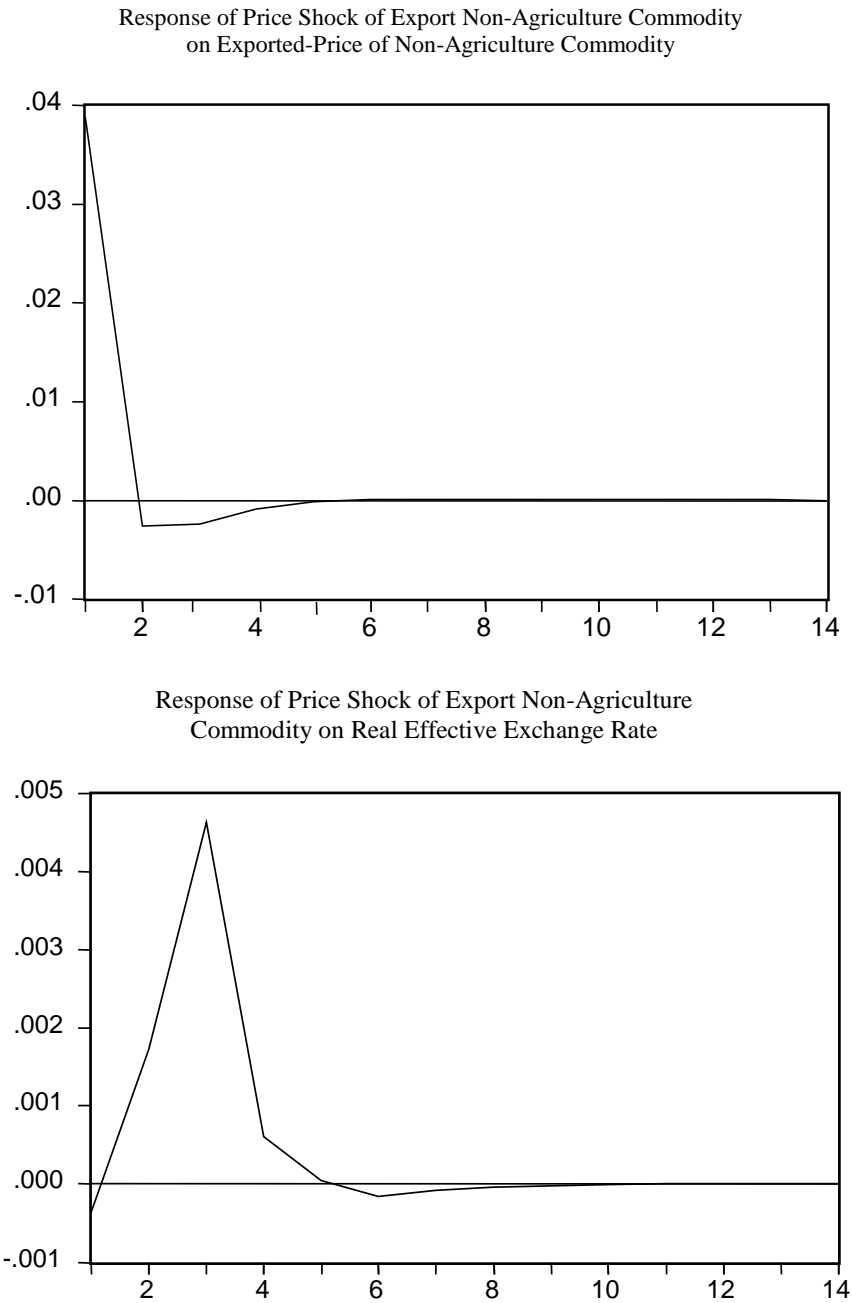 Response of Price Shock of Export Non-Agriculture Commodity
on Exported-Price of Non-Agriculture Commodity
.04
.03
.02
.01
.00
-.01
2 4 6 8 10 12 14
Response of Price Shock of Export Non-Agriculture
Commodity on Real Effective Exchange Rate
.005
.004
.003
.002
.001
.000
-.001
2 4 6 8 10 12 14